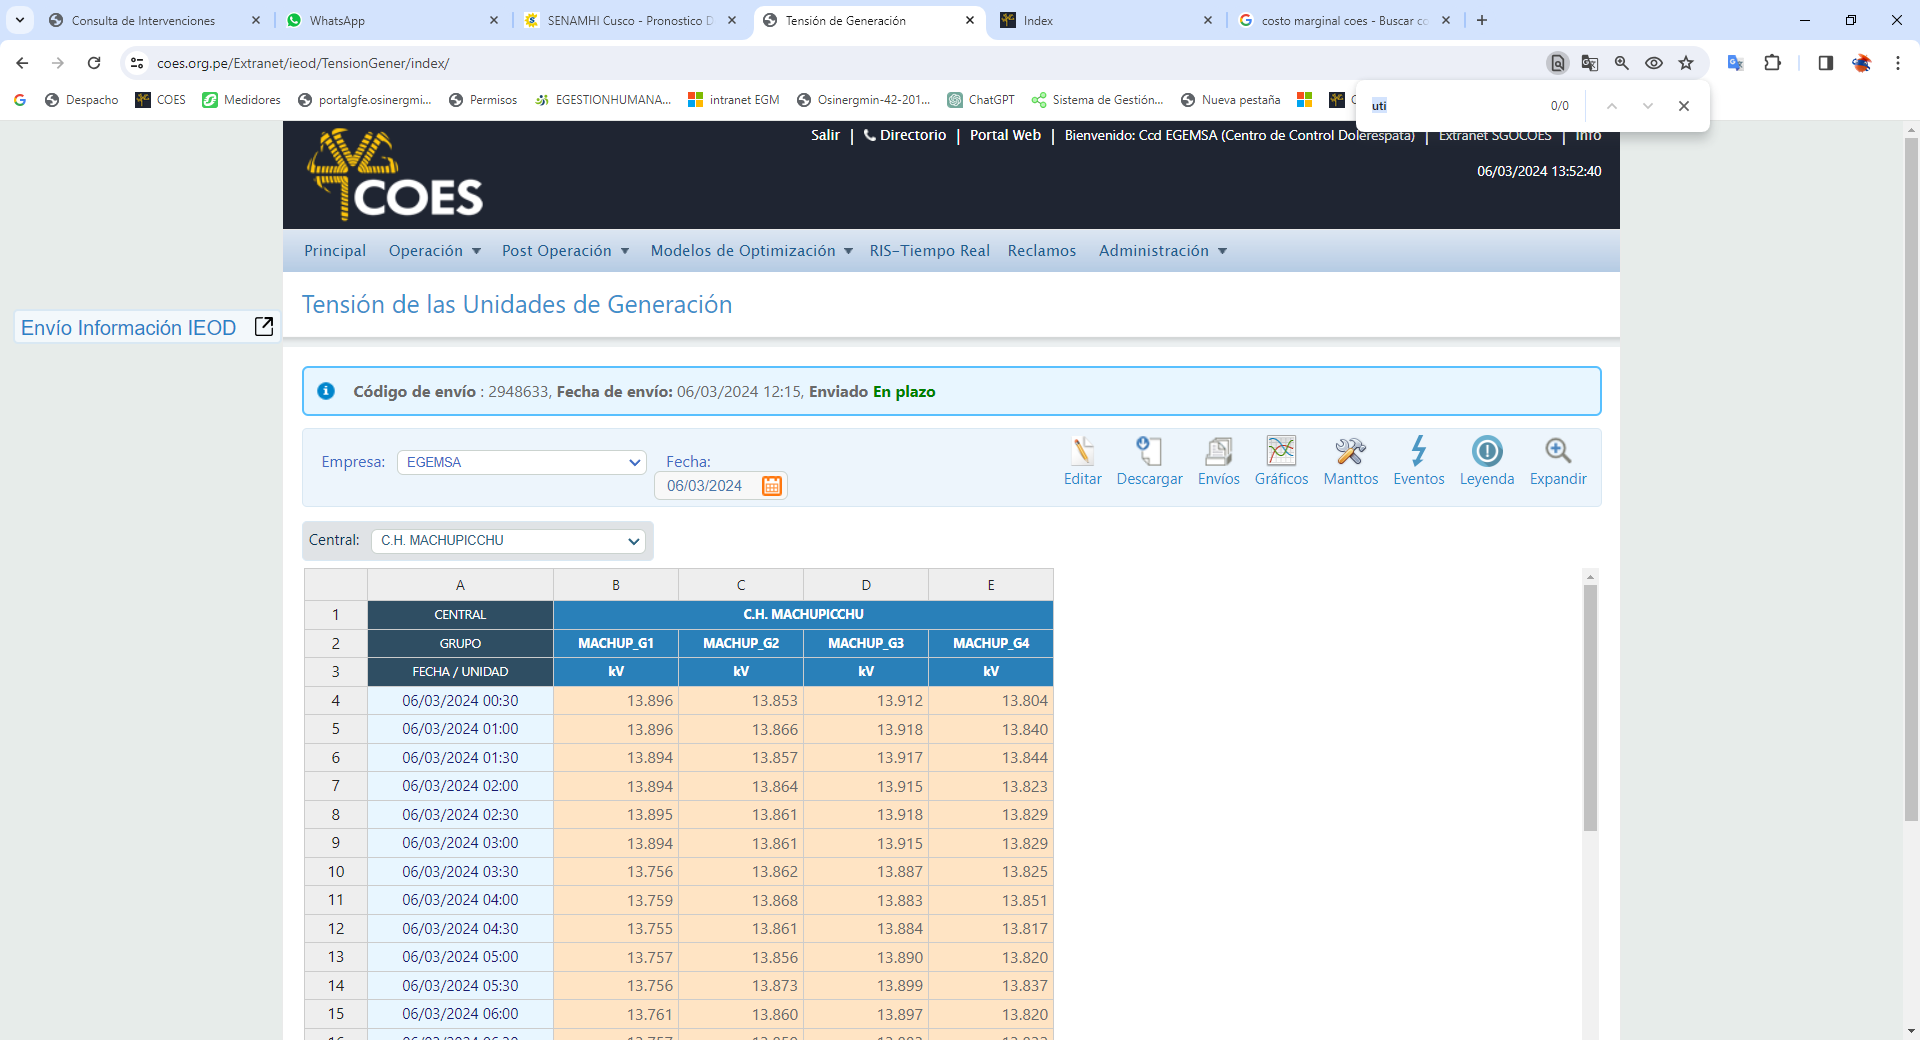 Consulta de Intervenciones
WhatsApp
SENAMHI Cusco - Pronostico D
Tensión de Generación
Index
costo marginal coes - Buscar co
coes.org.pe/Extranet/ieod/TensionGener/index/
Despacho
COES
Medidores
portalgfe.osinergmi...
Permisos
EGESTIONHUMANA...
intranet EGM
Osinergmin-42-201...
ChatGPT
Sistema de Gestión...
Nueva pestaña
uti
0/0
Salir | Directorio | Portal Web | Bienvenido: Ccd EGEMSA (Centro de Control Dolerespata) | Extranet SGOCOES | Info
06/03/2024 13:52:40
COES
Principal
Operación
Post Operación
Modelos de Optimización
RIS-Tiempo Real
Reclamos
Administración
Tensión de las Unidades de Generación
Envío Información IEOD
Código de envío : 2948633, Fecha de envío: 06/03/2024 12:15, Enviado En plazo
Empresa: EGEMSA
Fecha:
06/03/2024
Editar
Descargar
Envíos
Gráficos
Manttos
Eventos
Leyenda
Expandir
Central: C.H. MACHUPICCHU
A B C D E
1 CENTRAL C.H. MACHUPICCHU
2 GRUPO MACHUP_G1 MACHUP_G2 MACHUP_G3 MACHUP_G4
3 FECHA / UNIDAD kV kV kV kV
4 06/03/2024 00:30 13.896 13.853 13.912 13.804
5 06/03/2024 01:00 13.896 13.866 13.918 13.840
6 06/03/2024 01:30 13.894 13.857 13.917 13.844
7 06/03/2024 02:00 13.894 13.864 13.915 13.823
8 06/03/2024 02:30 13.895 13.861 13.918 13.829
9 06/03/2024 03:00 13.894 13.861 13.915 13.829
10 06/03/2024 03:30 13.756 13.862 13.887 13.825
11 06/03/2024 04:00 13.759 13.868 13.883 13.851
12 06/03/2024 04:30 13.755 13.861 13.884 13.817
13 06/03/2024 05:00 13.757 13.856 13.890 13.820
14 06/03/2024 05:30 13.756 13.873 13.899 13.837
15 06/03/2024 06:00 13.761 13.860 13.897 13.820